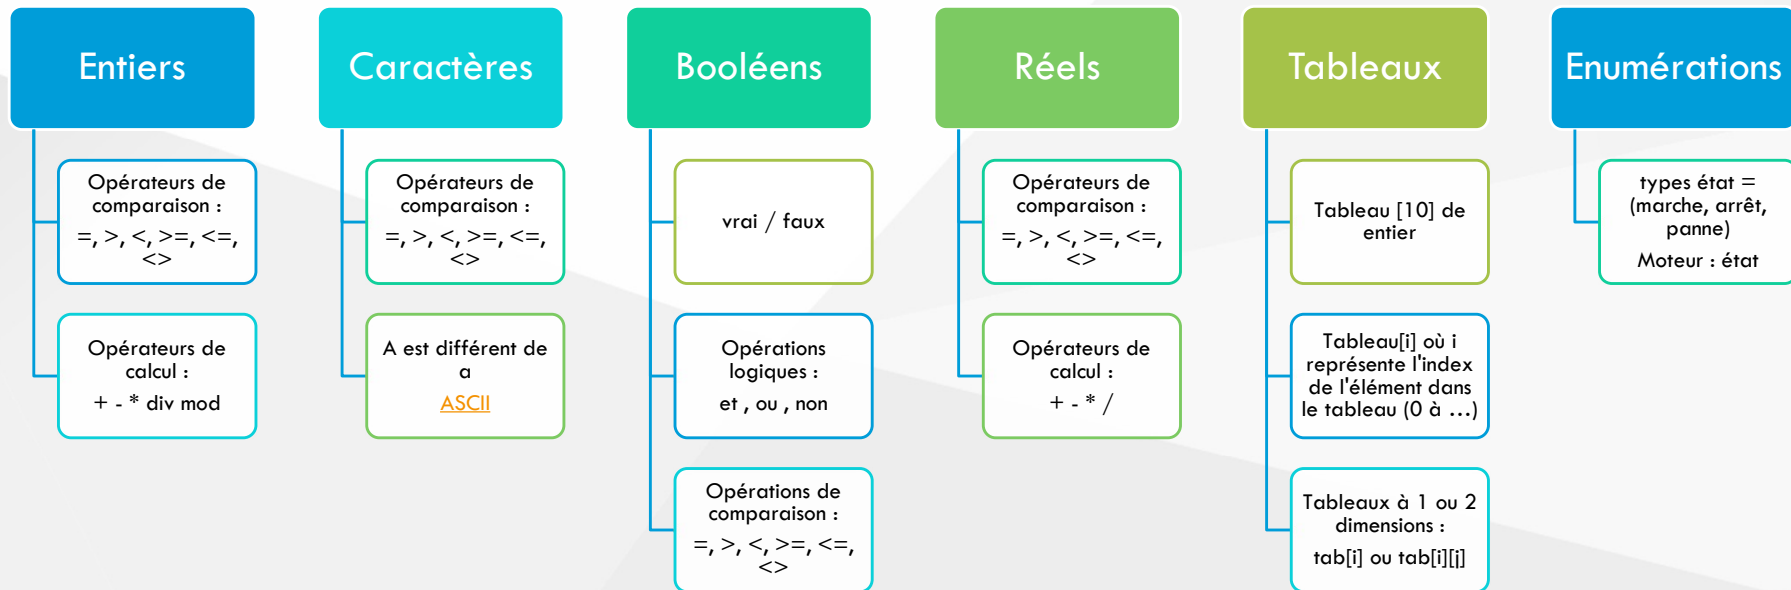 Entiers
Opérateurs de
comparaison :
=, >, <, >=, <=,
<>
Opérateurs de
calcul :
+ - * div mod
Caractères
Opérateurs de
comparaison :
=, >, <, >=, <=,
<>
A est différent de
a
ASCII
Booléens
vrai / faux
Opérations
logiques :
et , ou , non
Opérations de
comparaison :
=, >, <, >=, <=,
<>
Réels
Opérateurs de
comparaison :
=, >, <, >=, <=,
<>
Opérateurs de
calcul :
+ - * /
Tableaux
Tableau [10] de
entier
Tableau[i] où i
représente l'index
de l'élément dans
le tableau (0 à …)
Tableaux à 1 ou 2
dimensions :
tab[i] ou tab[i][j]
Enumérations
types état =
(marche, arrêt,
panne)
Moteur : état